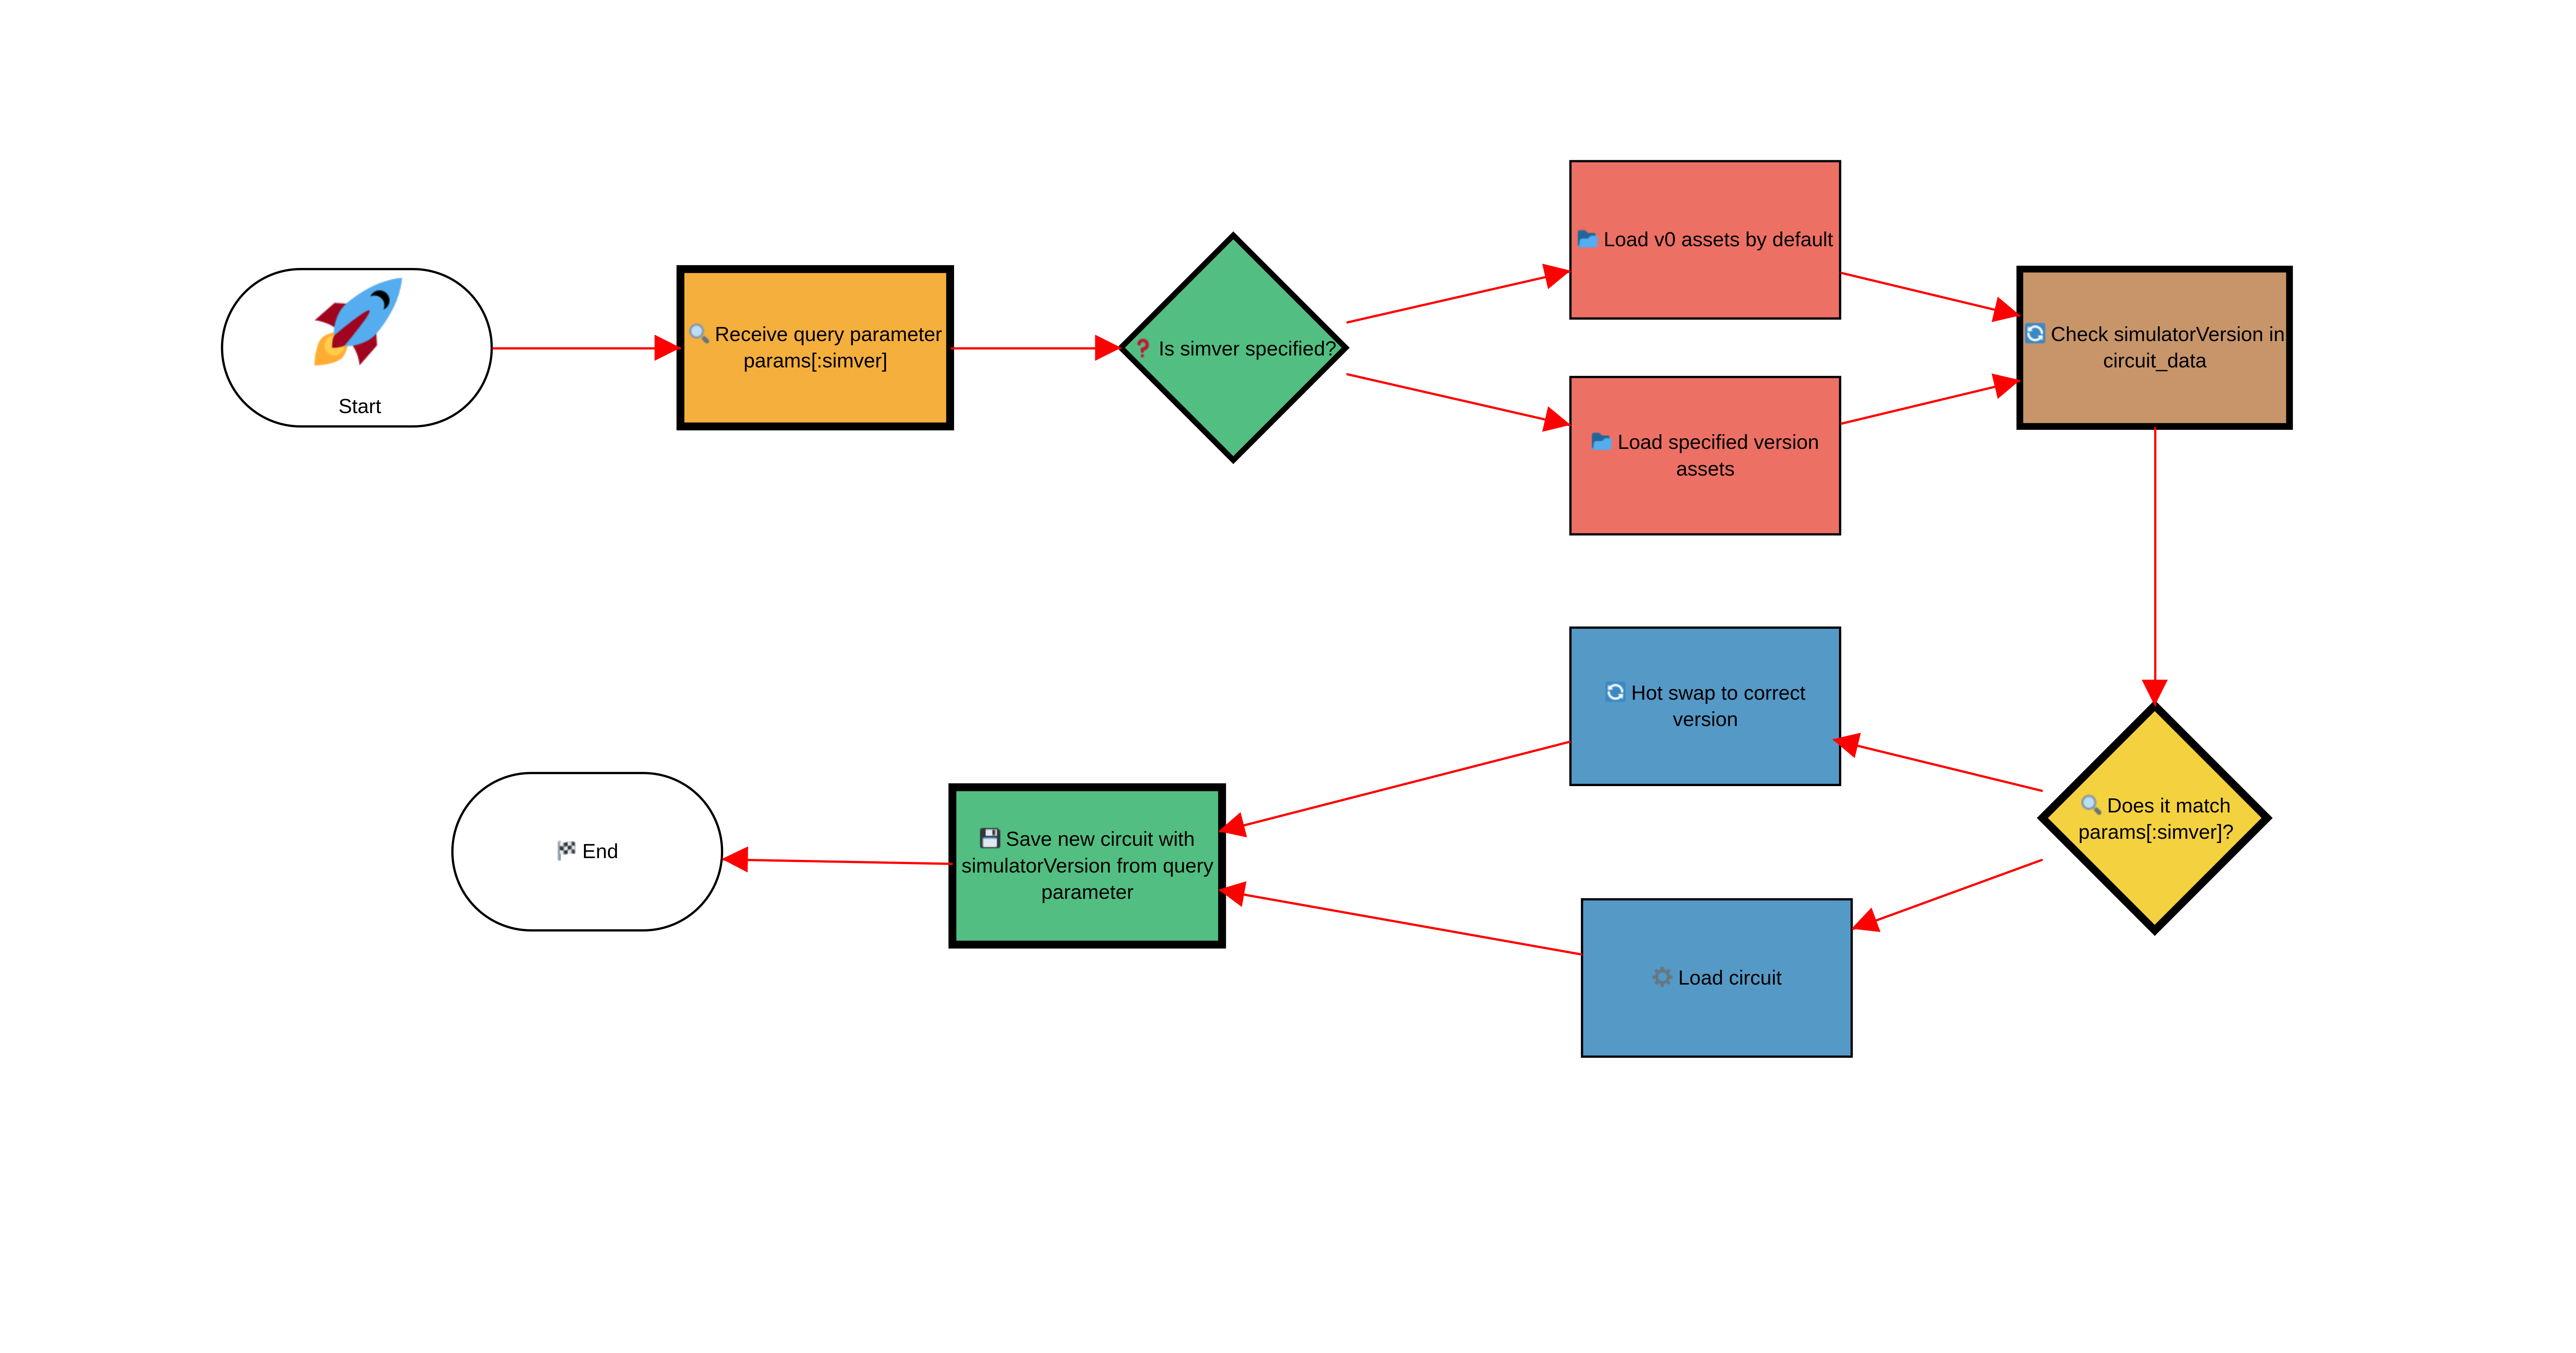 Start
🔍 Receive query parameter
params[:simver]
❓ Is simver specified?
📂 Load v0 assets by default
📂 Load specified version
assets
🔄 Check simulatorVersion in
circuit_data
🔍 Does it match
params[:simver]?
🔄 Hot swap to correct
version
⚙️ Load circuit
💾 Save new circuit with
simulatorVersion from query
parameter
🏁 End